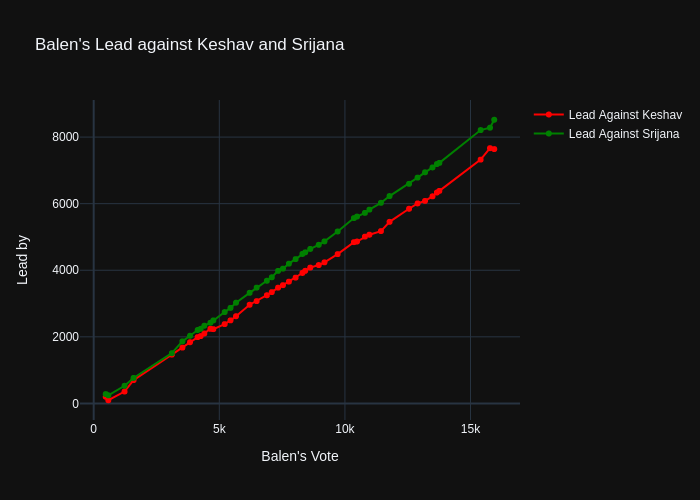 Balen's Lead against Keshav and Srijana
Lead Against Keshav
Lead Against Srijana
8000
6000
4000
2000
0
Lead by
0
5k
10k
15k
Balen's Vote